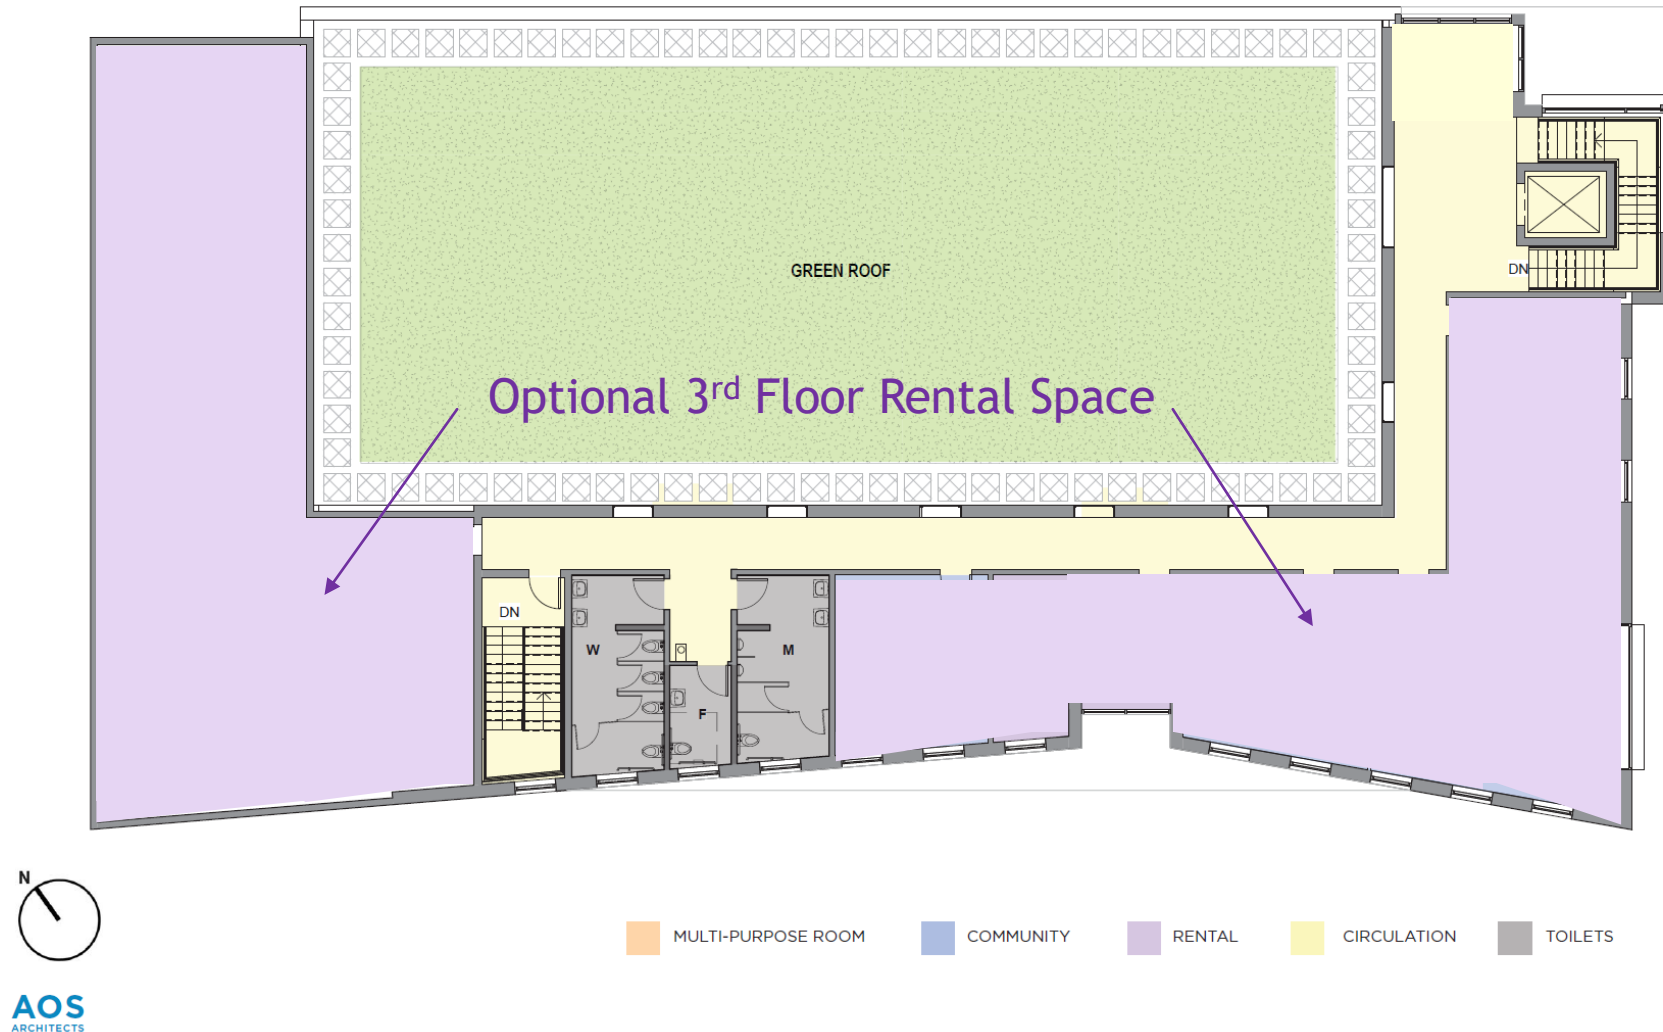 GREEN ROOF
DN
Optional 3rd Floor Rental Space
DN
W
M
F
N
MULTI-PURPOSE ROOM
COMMUNITY
RENTAL
CIRCULATION
TOILETS
AOS
ARCHITECTS